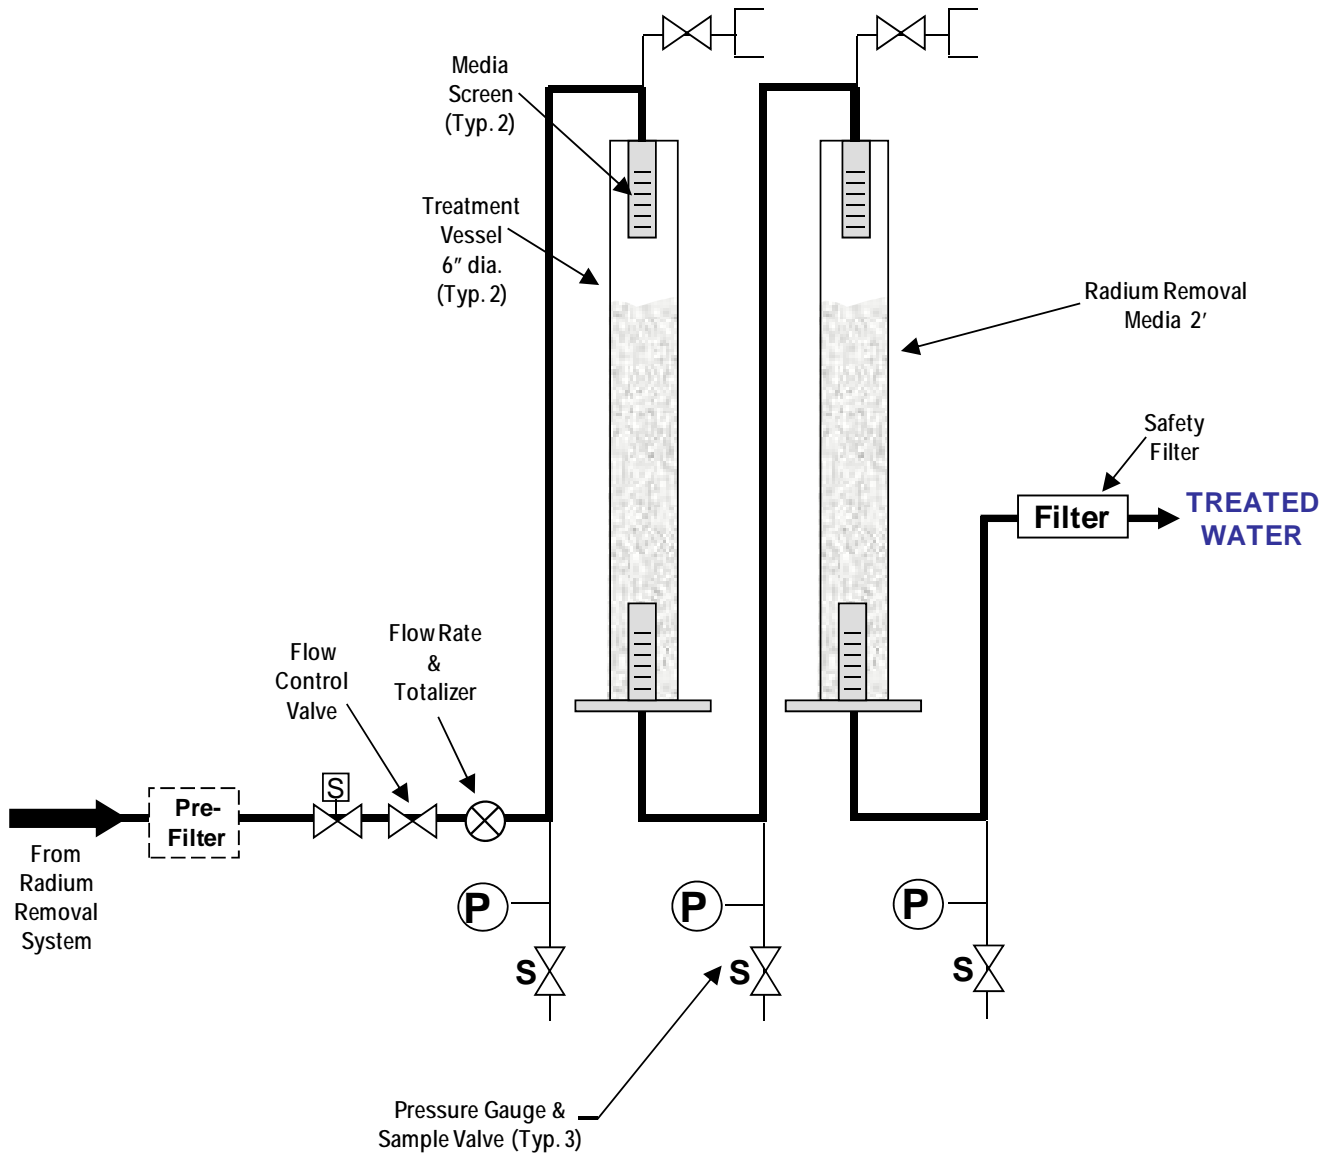 Media
Screen
(Typ. 2)
Treatment
Vessel
6" dia.
(Typ. 2)
Radium Removal
Media 2'
Safety
Filter
Filter
TREATED
WATER
Flow Rate
&
Totalizer
Flow
Control
Valve
S
Pre-
Filter
From
Radium
Removal
System
P
P
P
S
S
S
Pressure Gauge &
Sample Valve (Typ. 3)